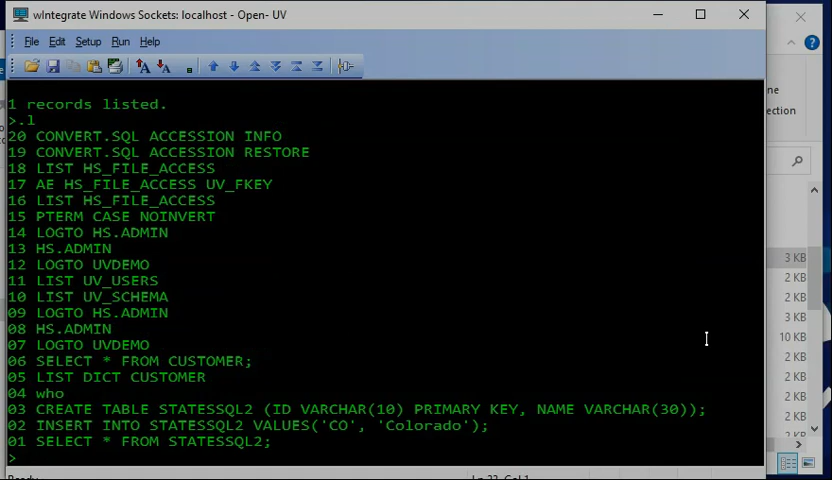 wIntegrate Windows Sockets: localhost - Open- UV
File Edit Setup Run Help
1 records listed.
>.l
20 CONVERT.SQL ACCESSION INFO
19 CONVERT.SQL ACCESSION RESTORE
18 LIST HS_FILE_ACCESS
17 AE HS_FILE_ACCESS UV_FKEY
16 LIST HS_FILE_ACCESS
15 PTERM CASE NOINVERT
14 LOGTO HS.ADMIN
13 HS.ADMIN
12 LOGTO UVDEMO
11 LIST UV_USERS
10 LIST UV_SCHEMA
09 LOGTO HS.ADMIN
08 HS.ADMIN
07 LOGTO UVDEMO
06 SELECT * FROM CUSTOMER;
05 LIST DICT CUSTOMER
04 who
03 CREATE TABLE STATESSQL2 (ID VARCHAR(10) PRIMARY KEY, NAME VARCHAR(30));
02 INSERT INTO STATESSQL2 VALUES('CO', 'Colorado');
01 SELECT * FROM STATESSQL2;
>
3 KB
2 KB
2 KB
3 KB
10 KB
2 KB
2 KB
2 KB